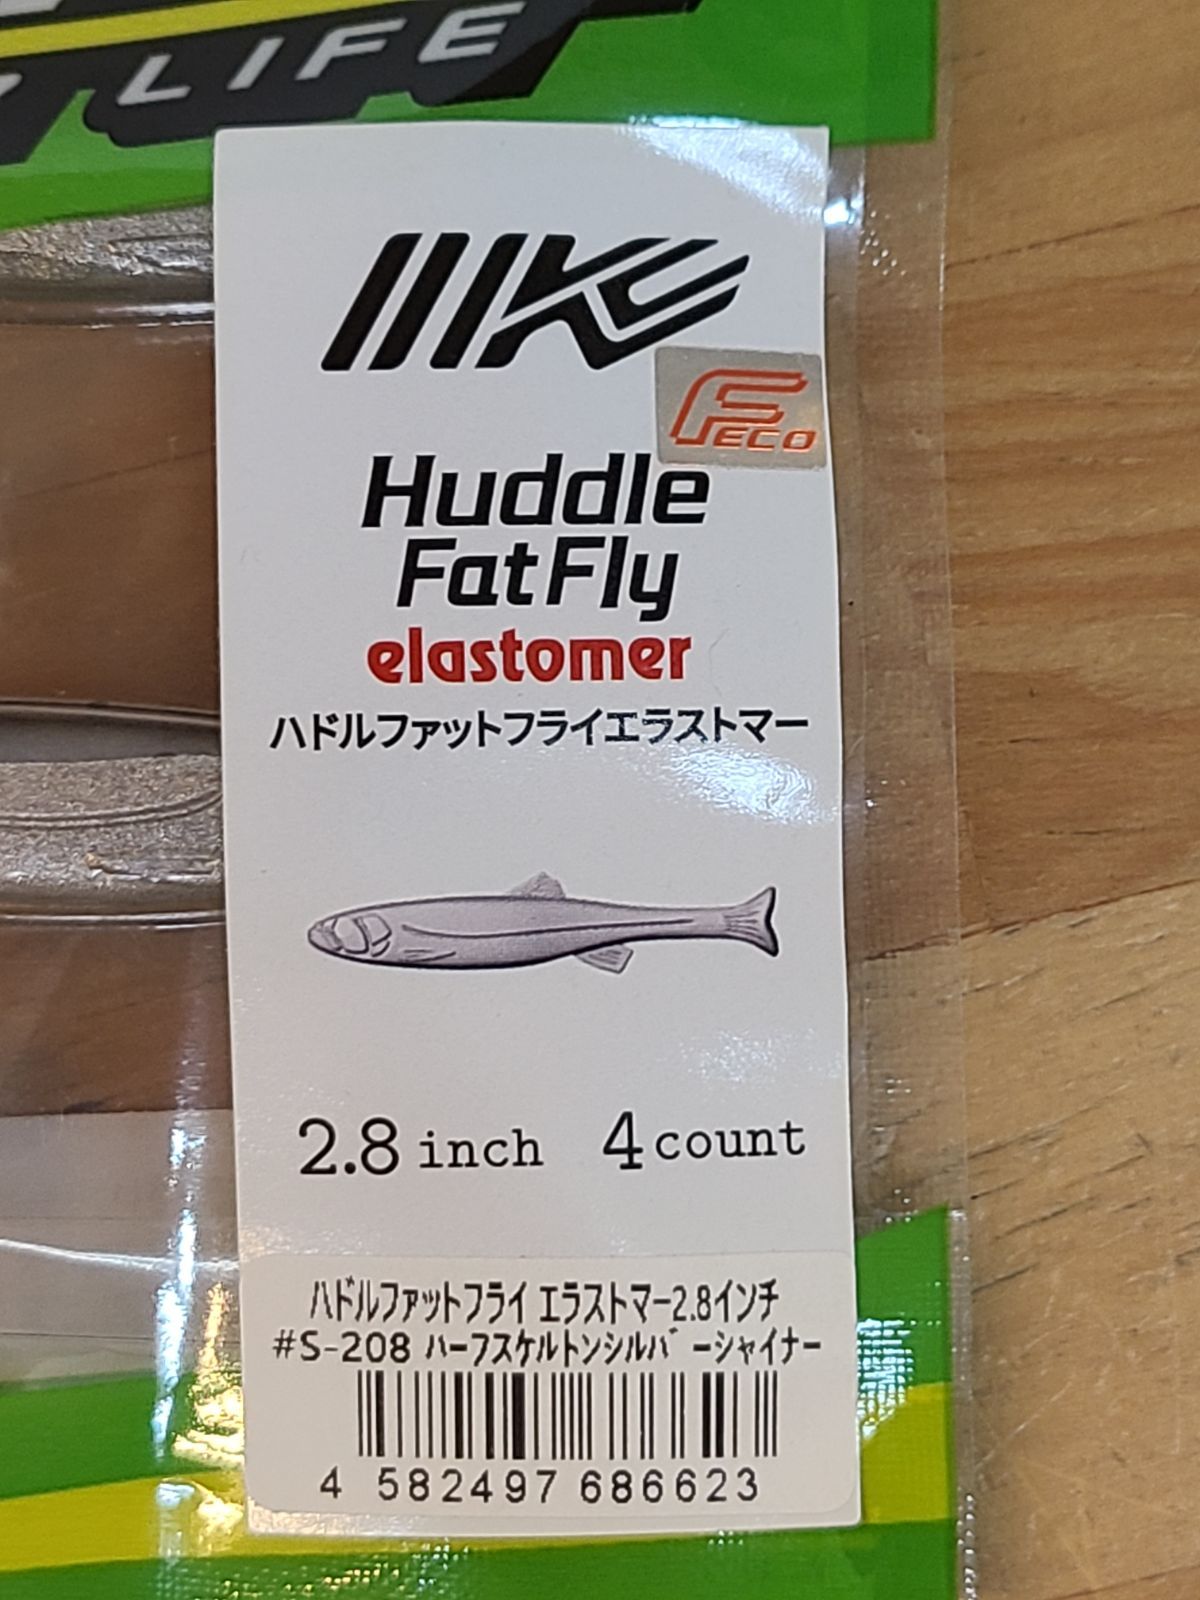 LIFE
FECO
Huddle
FatFly
elastomer
ハドルファットフライエラストマー
2.8 inch 4 count
ハドルファットフライ エラストマー2.8インチ
#S-208 ハーフスケルトンシルバーシャイナー
4 582497 686623